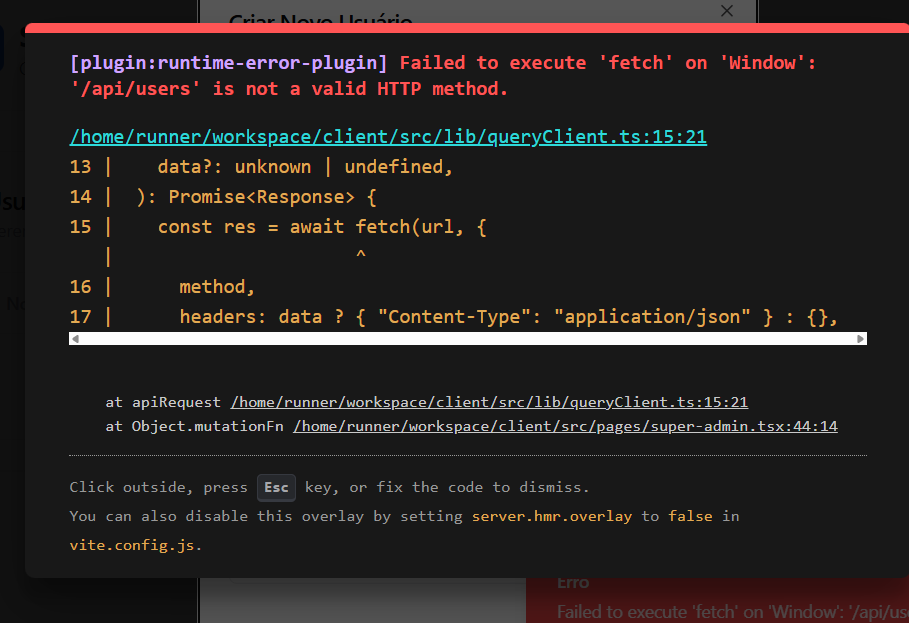 Criar Novo Usuário
[plugin:runtime-error-plugin] Failed to execute 'fetch' on 'Window':
'/api/users' is not a valid HTTP method.
/home/runner/workspace/client/src/lib/queryClient.ts:15:21
13 |    data?: unknown | undefined,
14 |  ): Promise<Response> {
15 |    const res = await fetch(url, {
   |                      ^
16 |      method,
17 |      headers: data ? { "Content-Type": "application/json" } : {},
at apiRequest /home/runner/workspace/client/src/lib/queryClient.ts:15:21
at Object.mutationFn /home/runner/workspace/client/src/pages/super-admin.tsx:44:14
Click outside, press Esc key, or fix the code to dismiss.
You can also disable this overlay by setting server.hmr.overlay to false in
vite.config.js.
Erro
Failed to execute 'fetch' on 'Window': '/api/us